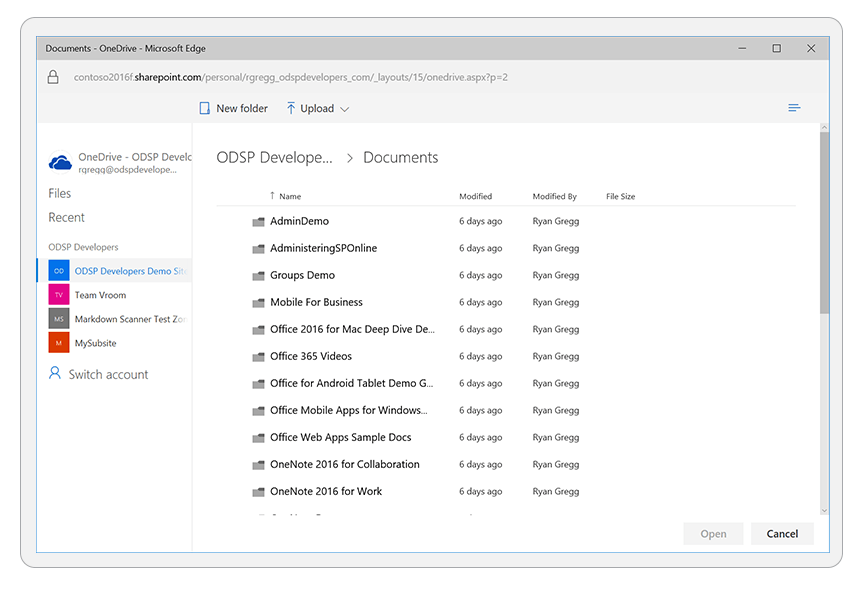 Documents - OneDrive - Microsoft Edge
contoso2016f.sharepoint.com/personal/rgregg_odspdevelopers_com/_layouts/15/onedrive.aspx?p=2
New folder Upload
OneDrive - ODSP Develo
rgregg@odspdevelope...
Files
Recent
ODSP Developers
OD ODSP Developers Demo Site
TV Team Vroom
MS Markdown Scanner Test Zon
M MySubsite
Switch account
ODSP Develope... > Documents
↑ Name Modified Modified By File Size
AdminDemo 6 days ago Ryan Gregg
AdministeringSPOnline 6 days ago Ryan Gregg
Groups Demo 6 days ago Ryan Gregg
Mobile For Business 6 days ago Ryan Gregg
Office 2016 for Mac Deep Dive De... 6 days ago Ryan Gregg
Office 365 Videos 6 days ago Ryan Gregg
Office for Android Tablet Demo G... 6 days ago Ryan Gregg
Office Mobile Apps for Windows... 6 days ago Ryan Gregg
Office Web Apps Sample Docs 6 days ago Ryan Gregg
OneNote 2016 for Collaboration 6 days ago Ryan Gregg
OneNote 2016 for Work 6 days ago Ryan Gregg
Open Cancel